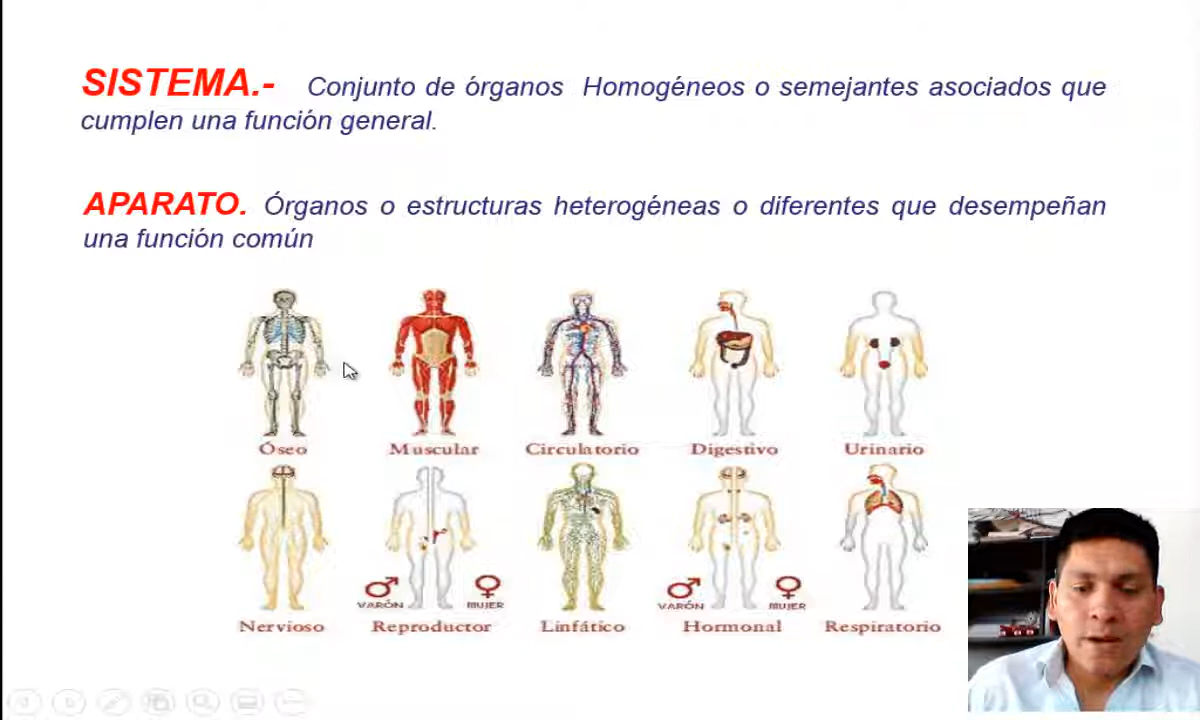 SISTEMA.- Conjunto de órganos Homogéneos o semejantes asociados que
cumplen una función general.
APARATO. Órganos o estructuras heterogéneas o diferentes que desempeñan
una función común
Óseo Muscular Circulatorio Digestivo Urinario
VARÓN MUJER VARÓN MUJER
Nervioso Reproductor Linfático Hormonal Respiratorio